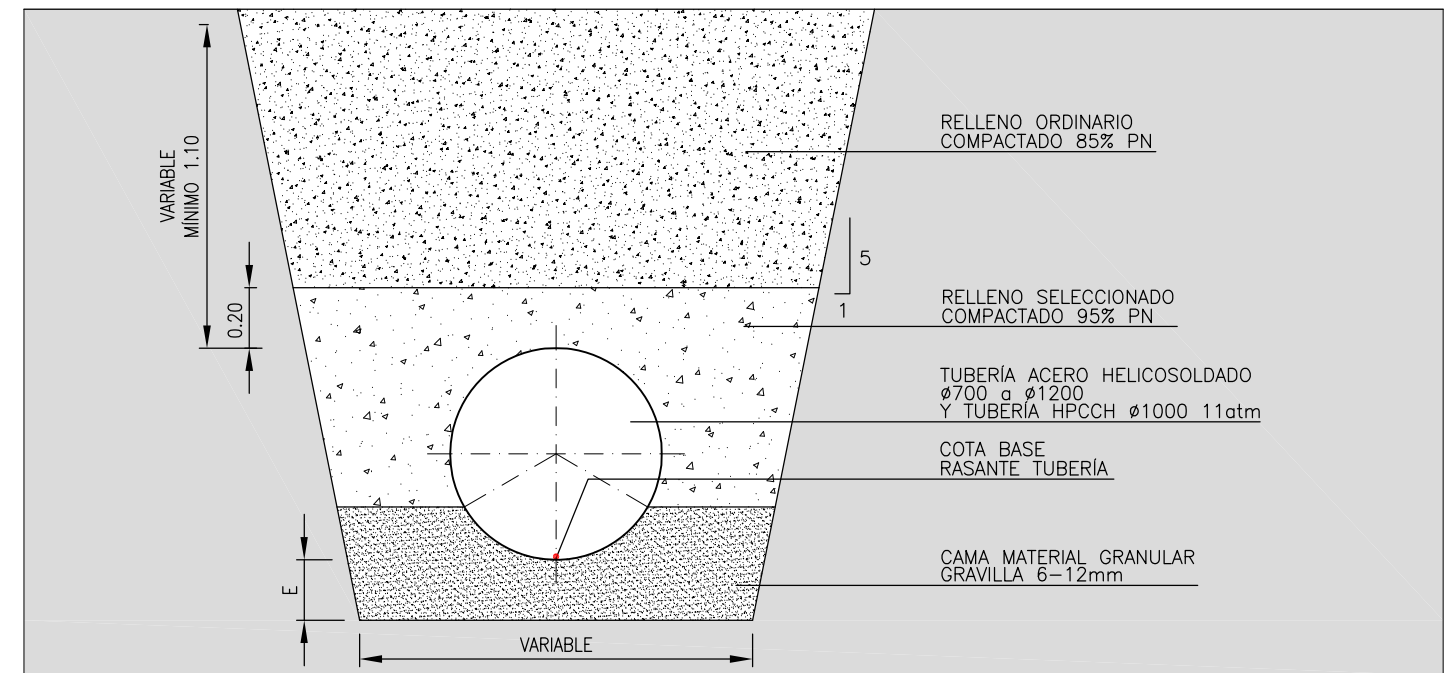 RELLENO ORDINARIO
COMPACTADO 85% PN
VARIABLE
MÍNIMO 1.10
5
1
0.20
RELLENO SELECCIONADO
COMPACTADO 95% PN
TUBERÍA ACERO HELICOSOLDADO
ø700 a ø1200
Y TUBERÍA HPCCH ø1000 11atm
COTA BASE
RASANTE TUBERÍA
CAMA MATERIAL GRANULAR
GRAVILLA 6-12mm
E
VARIABLE